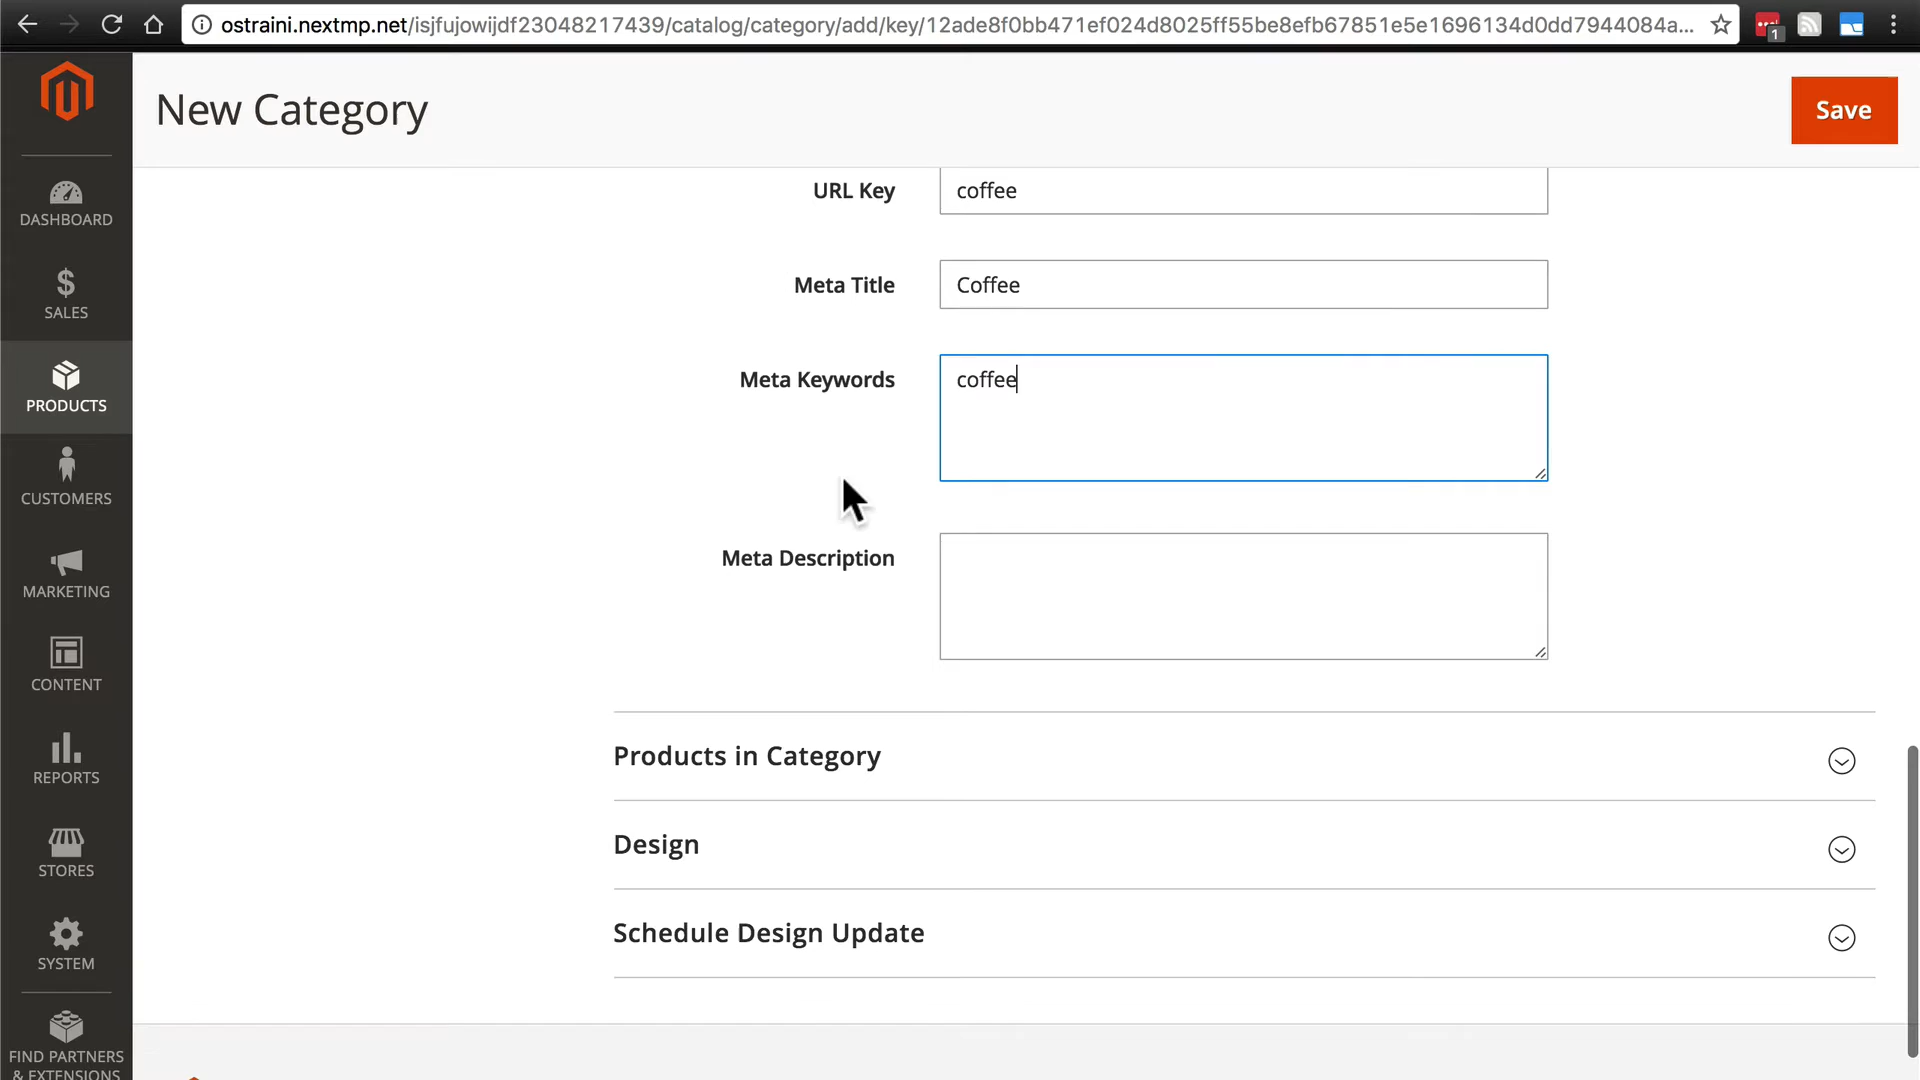 ostraini.nextmp.net/isjfujowijdf23048217439/catalog/category/add/key/12ade8f0bb471ef024d8025ff55be8efb67851e5e1696134d0dd7944084a...
1
New Category
Save
DASHBOARD
SALES
PRODUCTS
CUSTOMERS
MARKETING
CONTENT
REPORTS
STORES
SYSTEM
FIND PARTNERS
& EXTENSIONS
URL Key
coffee
Meta Title
Coffee
Meta Keywords
coffee
Meta Description
Products in Category
Design
Schedule Design Update